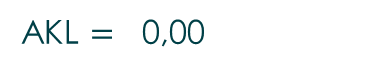 AKL = 0,00